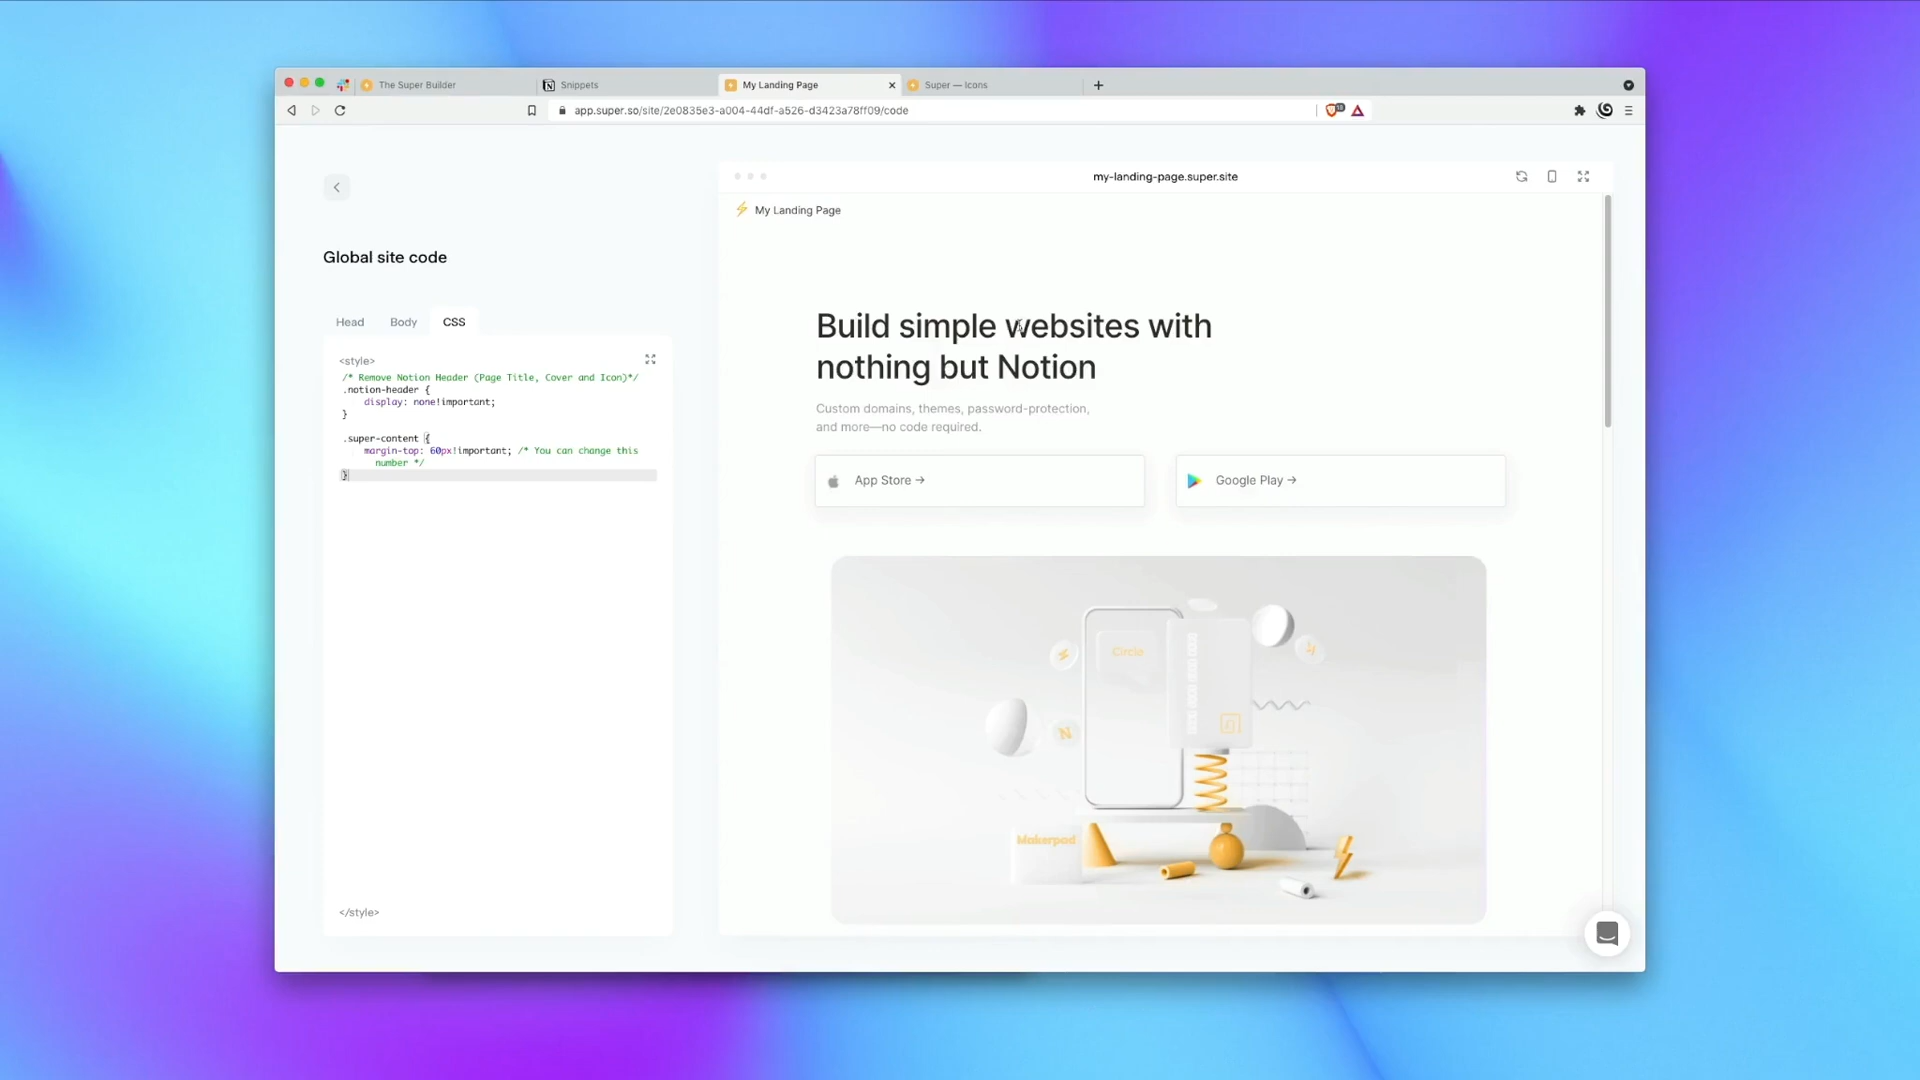 The Super Builder
Snippets
My Landing Page
Super — Icons
app.super.so/site/2e0835e3-a004-44df-a526-d3423a78ff09/code
my-landing-page.super.site
My Landing Page
Global site code
Head
Body
CSS
<style>
/* Remove Notion Header (Page Title, Cover and Icon)*/
.notion-header {
display: none!important;
}
.super-content {
margin-top: 60px!important; /* You can change this
number */
}
</style>
Build simple websites with
nothing but Notion
Custom domains, themes, password-protection,
and more—no code required.
App Store →
Google Play →
Circle
N
Makerpad